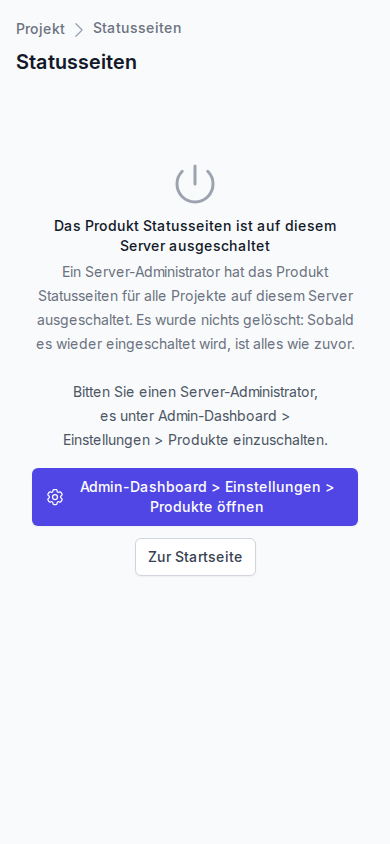 Projekt > Statusseiten
Statusseiten
Das Produkt Statusseiten ist auf diesem
Server ausgeschaltet
Ein Server-Administrator hat das Produkt
Statusseiten für alle Projekte auf diesem Server
ausgeschaltet. Es wurde nichts gelöscht: Sobald
es wieder eingeschaltet wird, ist alles wie zuvor.
Bitten Sie einen Server-Administrator,
es unter Admin-Dashboard >
Einstellungen > Produkte einzuschalten.
Admin-Dashboard > Einstellungen >
Produkte öffnen
Zur Startseite